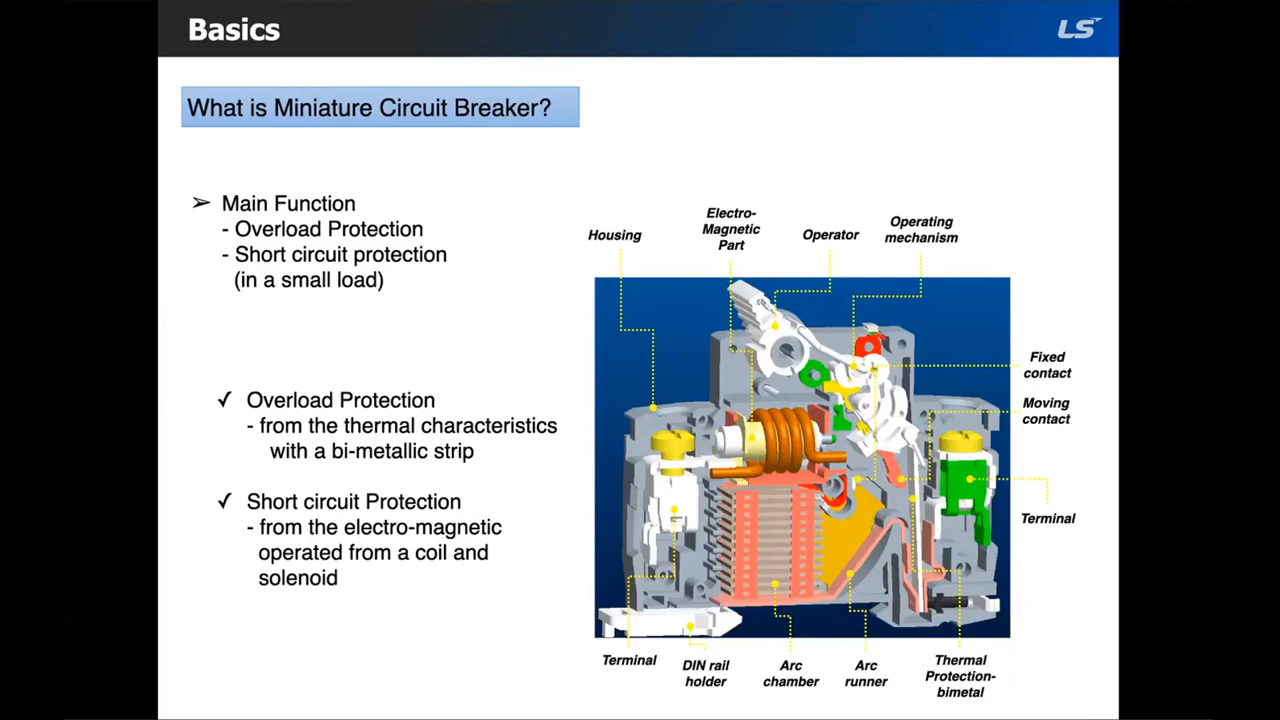 Basics
LS
What is Miniature Circuit Breaker?
➢ Main Function
- Overload Protection
- Short circuit protection
(in a small load)
✓ Overload Protection
- from the thermal characteristics
with a bi-metallic strip
✓ Short circuit Protection
- from the electro-magnetic
operated from a coil and
solenoid
Housing
Electro-
Magnetic
Part
Operator
Operating
mechanism
Fixed
contact
Moving
contact
Terminal
Terminal
DIN rail
holder
Arc
chamber
Arc
runner
Thermal
Protection-
bimetal